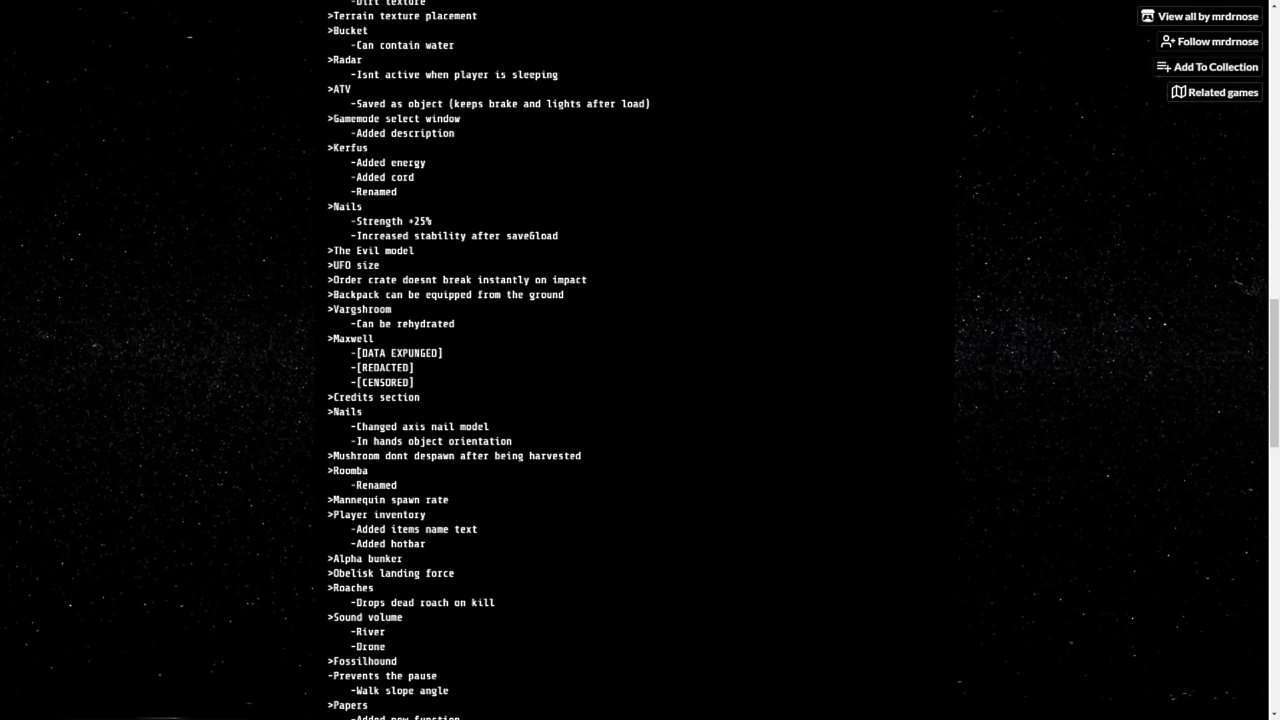 -Dirt texture
>Terrain texture placement
>Bucket
-Can contain water
>Radar
-Isnt active when player is sleeping
>ATV
-Saved as object (keeps brake and lights after load)
>Gamemode select window
-Added description
>Kerfus
-Added energy
-Added cord
-Renamed
>Nails
-Strength +25%
-Increased stability after save&load
>The Evil model
>UFO size
>Order crate doesnt break instantly on impact
>Backpack can be equipped from the ground
>Vargshroom
-Can be rehydrated
>Maxwell
-[DATA EXPUNGED]
-[REDACTED]
-[CENSORED]
>Credits section
>Nails
-Changed axis nail model
-In hands object orientation
>Mushroom dont despawn after being harvested
>Roomba
-Renamed
>Mannequin spawn rate
>Player inventory
-Added items name text
-Added hotbar
>Alpha bunker
>Obelisk landing force
>Roaches
-Drops dead roach on kill
>Sound volume
-River
-Drone
>Fossilhound
-Prevents the pause
-Walk slope angle
>Papers
-Added new function
View all by mrdrnose
Follow mrdrnose
Add To Collection
Related games